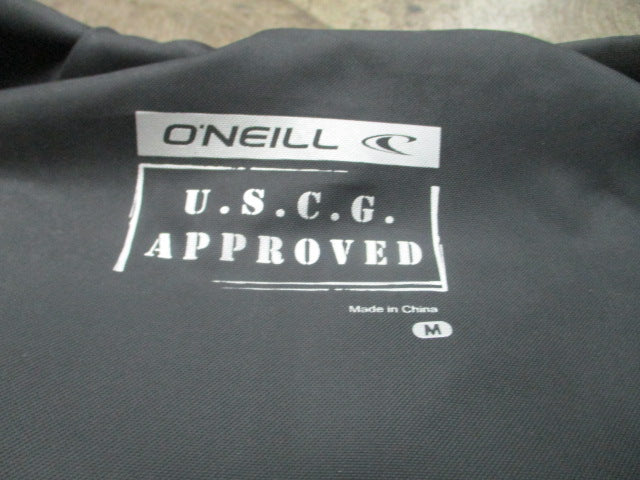 O'NEILL
U.S.C.G.
APPROVED
Made in China
M